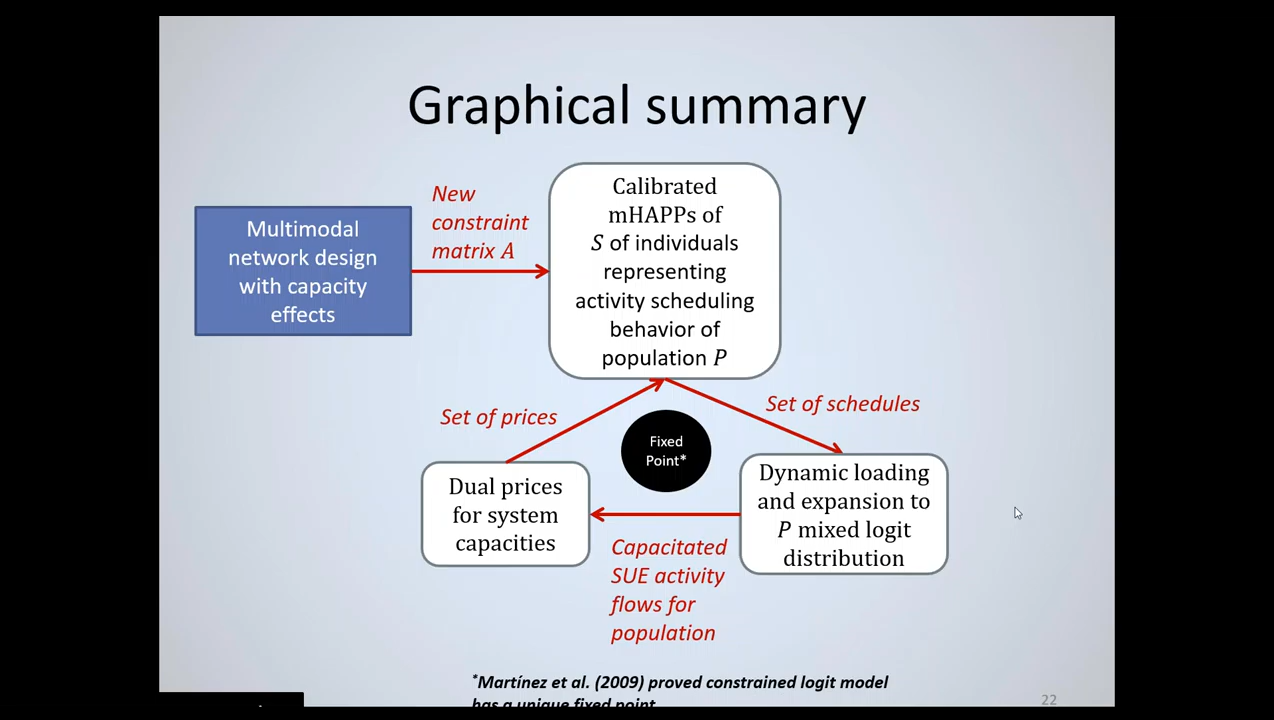 Graphical summary
Multimodal
network design
with capacity
effects
New
constraint
matrix A
Calibrated
mHAPPs of
S of individuals
representing
activity scheduling
behavior of
population P
Set of prices
Set of schedules
Fixed
Point*
Dual prices
for system
capacities
Dynamic loading
and expansion to
P mixed logit
distribution
Capacitated
SUE activity
flows for
population
*Martínez et al. (2009) proved constrained logit model
has a unique fixed point
22